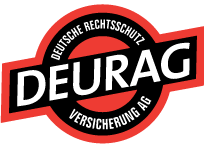 DEUTSCHE RECHTSSCHUTZ
DEURAG
VERSICHERUNG AG